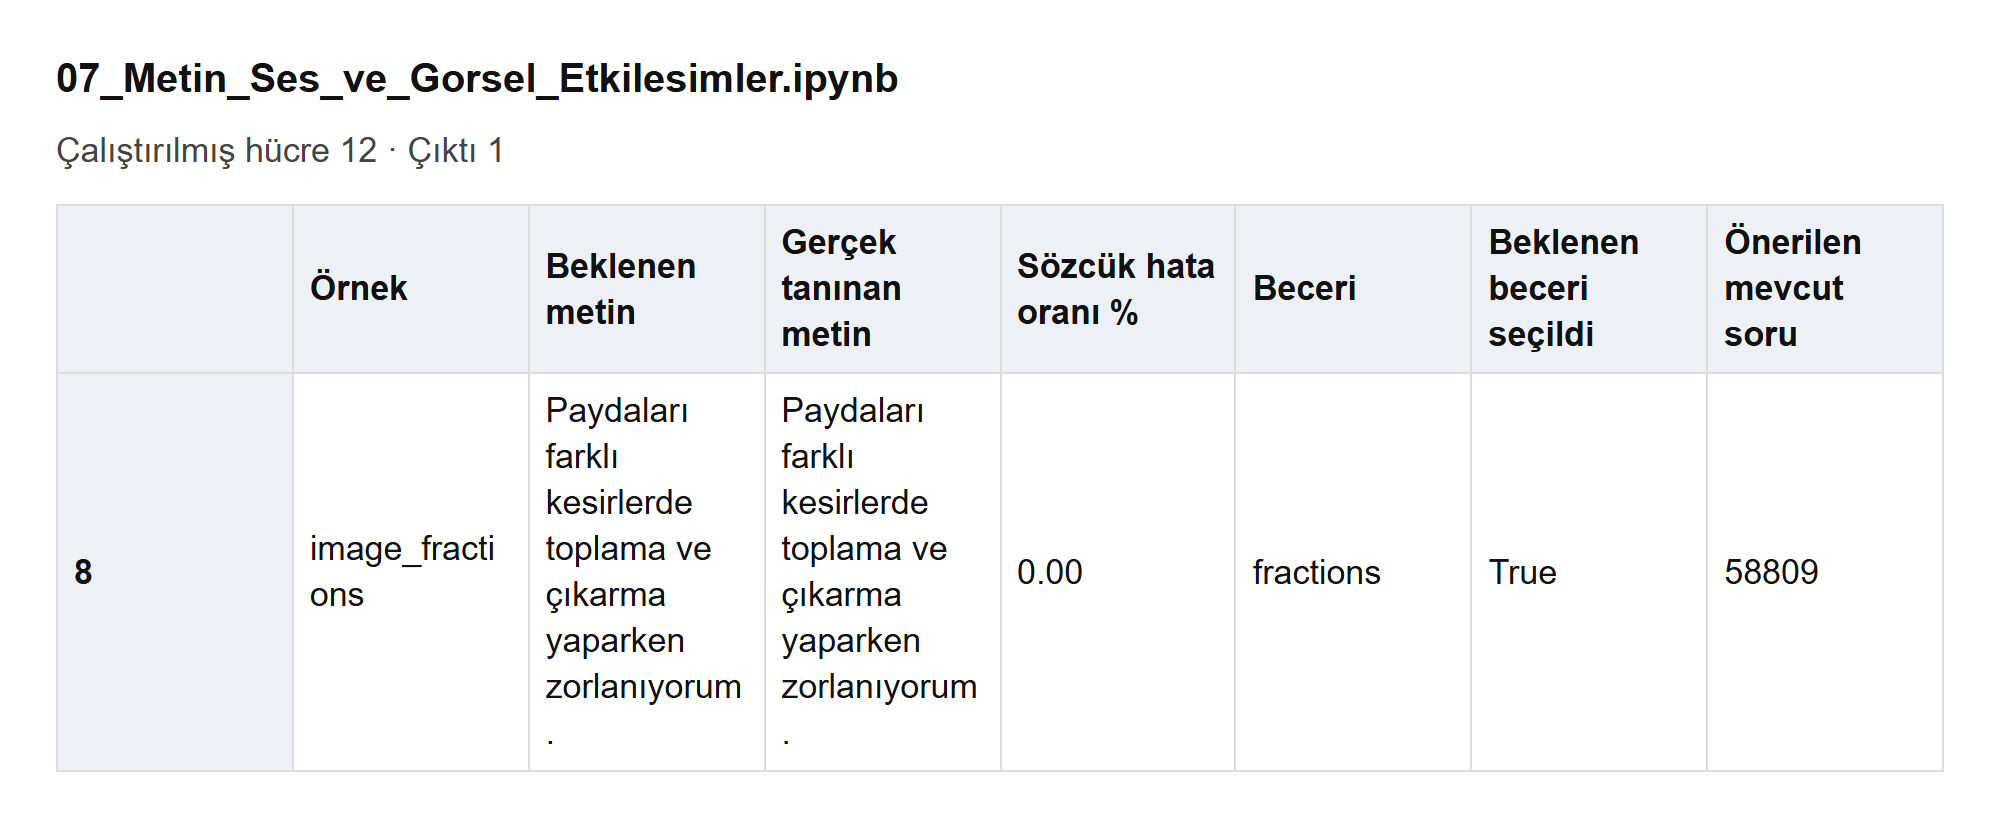 07_Metin_Ses_ve_Gorsel_Etkilesimler.ipynb
Çalıştırılmış hücre 12 · Çıktı 1
Örnek
Beklenen
metin
Gerçek
tanınan
metin
Sözcük hata
oranı %
Beceri
Beklenen
beceri
seçildi
Önerilen
mevcut
soru
8
image_fracti
ons
Paydaları
farklı
kesirlerde
toplama ve
çıkarma
yaparken
zorlanıyorum
.
Paydaları
farklı
kesirlerde
toplama ve
çıkarma
yaparken
zorlanıyorum
.
0.00
fractions
True
58809